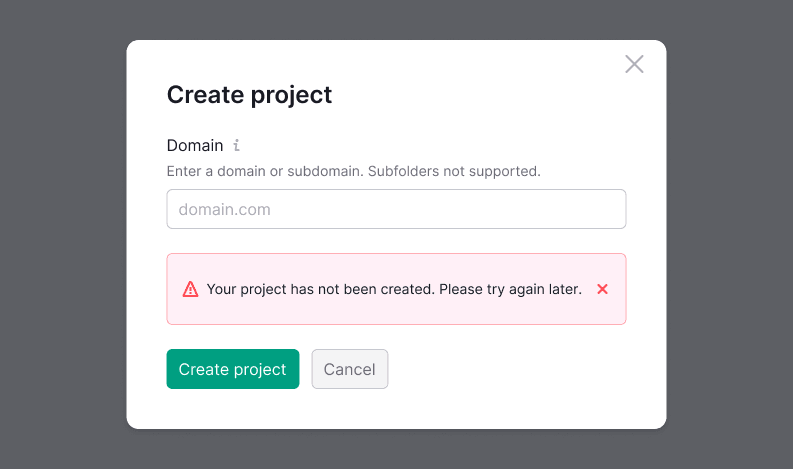 Create project
Domain
Enter a domain or subdomain. Subfolders not supported.
domain.com
Your project has not been created. Please try again later.
Create project
Cancel